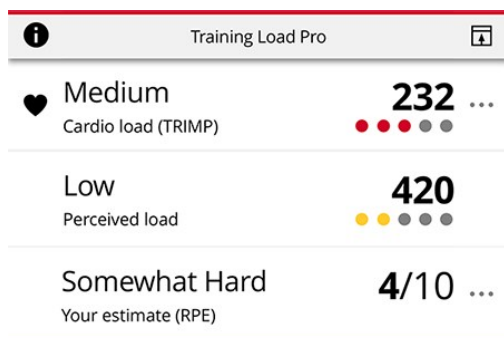 Training Load Pro
Medium
232
Cardio load (TRIMP)
Low
420
Perceived load
Somewhat Hard
4/10
Your estimate (RPE)